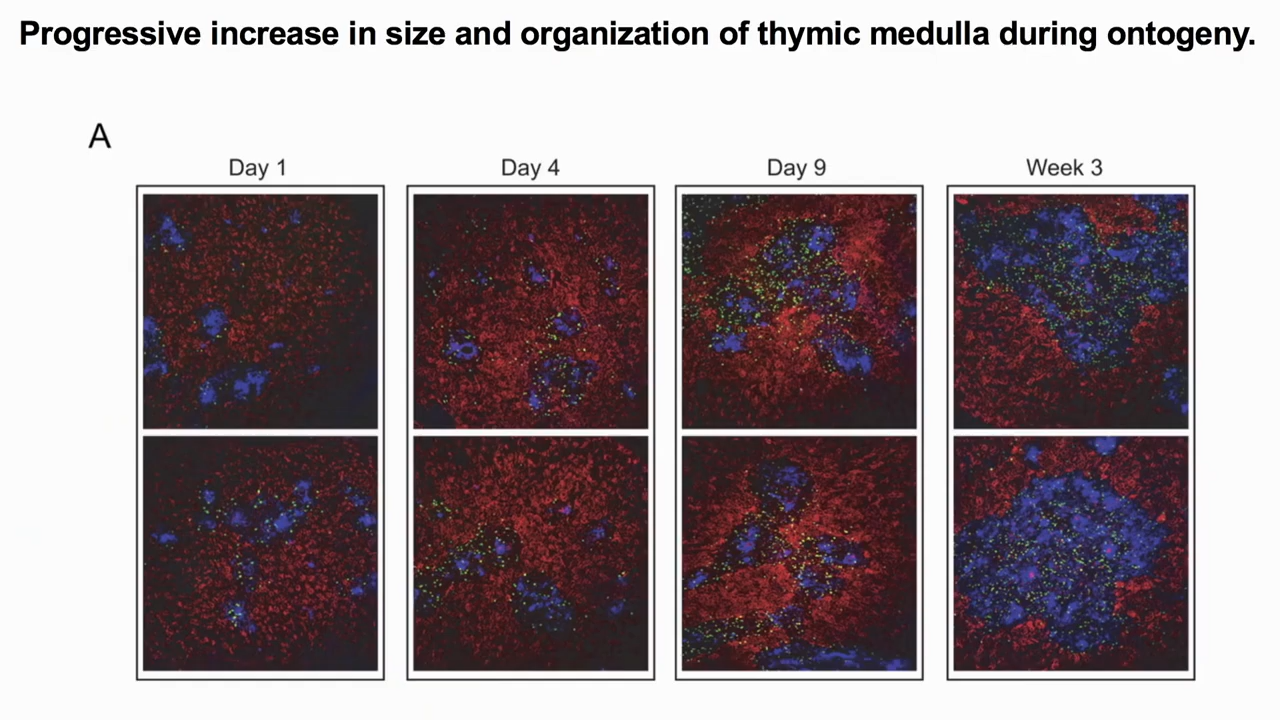 Progressive increase in size and organization of thymic medulla during ontogeny.
A
Day 1
Day 4
Day 9
Week 3